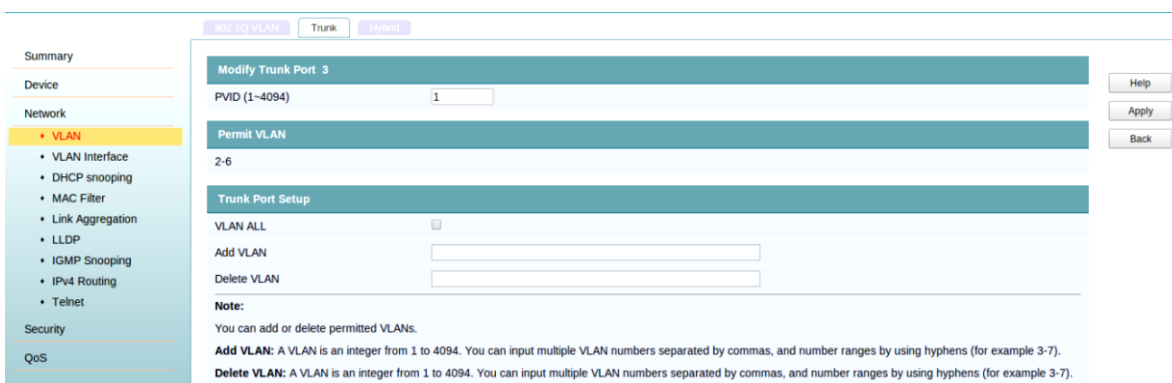 802.1Q VLAN Trunk Hybrid
Summary
Device
Network
• VLAN
• VLAN Interface
• DHCP snooping
• MAC Filter
• Link Aggregation
• LLDP
• IGMP Snooping
• IPv4 Routing
• Telnet
Security
QoS
Modify Trunk Port 3
PVID (1~4094) 1
Permit VLAN
2-6
Trunk Port Setup
VLAN ALL
Add VLAN
Delete VLAN
Note:
You can add or delete permitted VLANs.
Add VLAN: A VLAN is an integer from 1 to 4094. You can input multiple VLAN numbers separated by commas, and number ranges by using hyphens (for example 3-7).
Delete VLAN: A VLAN is an integer from 1 to 4094. You can input multiple VLAN numbers separated by commas, and number ranges by using hyphens (for example 3-7).
Help
Apply
Back